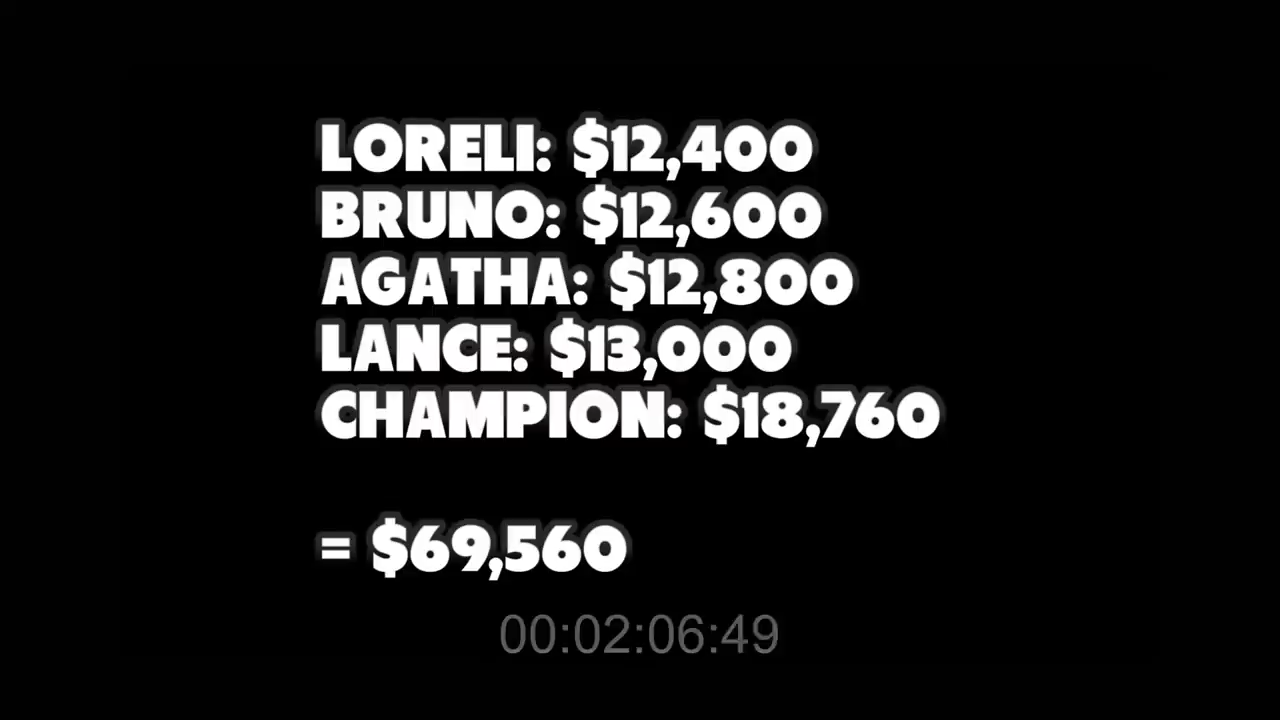 LORELI: $12,400
BRUNO: $12,600
AGATHA: $12,800
LANCE: $13,000
CHAMPION: $18,760
= $69,560
00:02:06:49